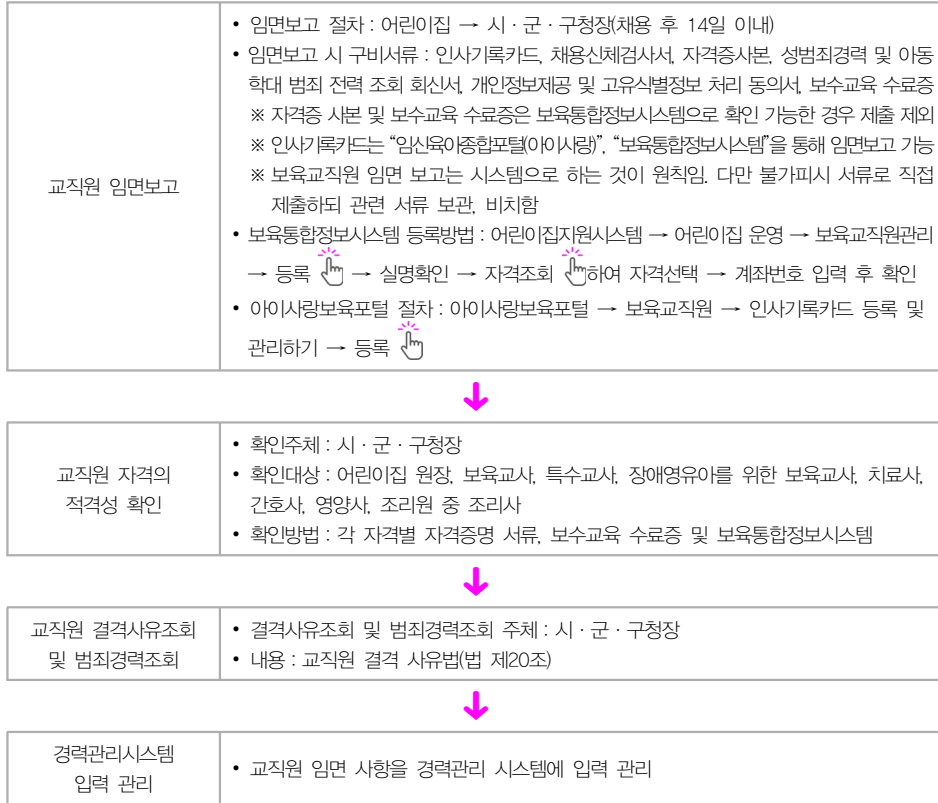 • 임면보고 절차 : 어린이집 → 시 · 군 · 구청장(채용 후 14일 이내)
• 임면보고 시 구비서류 : 인사기록카드, 채용신체검사서, 자격증사본, 성범죄경력 및 아동
학대 범죄 전력 조회 회신서, 개인정보제공 및 고유식별정보 처리 동의서, 보수교육 수료증
※ 자격증 사본 및 보수교육 수료증은 보육통합정보시스템으로 확인 가능한 경우 제출 제외
※ 인사기록카드는 “임신육아종합포털(아이사랑)”, “보육통합정보시스템”을 통해 임면보고 가능
교직원 임면보고
※ 보육교직원 임면 보고는 시스템으로 하는 것이 원칙임. 다만 불가피시 서류로 직접
제출하되 관련 서류 보관, 비치함
• 보육통합정보시스템 등록방법 : 어린이집지원시스템 → 어린이집 운영 → 보육교직원관리
→ 등록 → 실명확인 → 자격조회 하여 자격선택 → 계좌번호 입력 후 확인
• 아이사랑보육포털 절차 : 아이사랑보육포털 → 보육교직원 → 인사기록카드 등록 및
관리하기 → 등록
교직원 자격의
적격성 확인
• 확인주체 : 시 · 군 · 구청장
• 확인대상 : 어린이집 원장, 보육교사, 특수교사, 장애영유아를 위한 보육교사, 치료사,
간호사, 영양사, 조리원 중 조리사
• 확인방법 : 각 자격별 자격증명 서류, 보수교육 수료증 및 보육통합정보시스템
교직원 결격사유조회
및 범죄경력조회
• 결격사유조회 및 범죄경력조회 주체 : 시 · 군 · 구청장
• 내용 : 교직원 결격 사유법(법 제20조)
경력관리시스템
입력 관리
• 교직원 임면 사항을 경력관리 시스템에 입력 관리